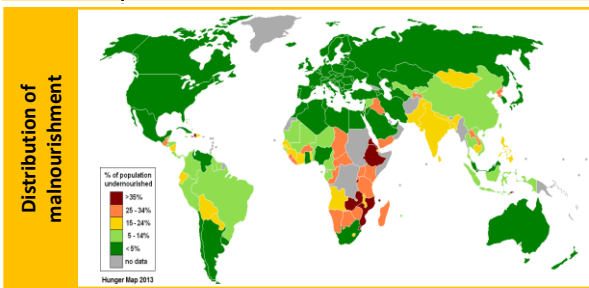 Distribution of
malnourishment
% of population
undernourished
>35%
25 - 34%
15 - 24%
5 - 14%
<5%
no data
Hunger Map 2013